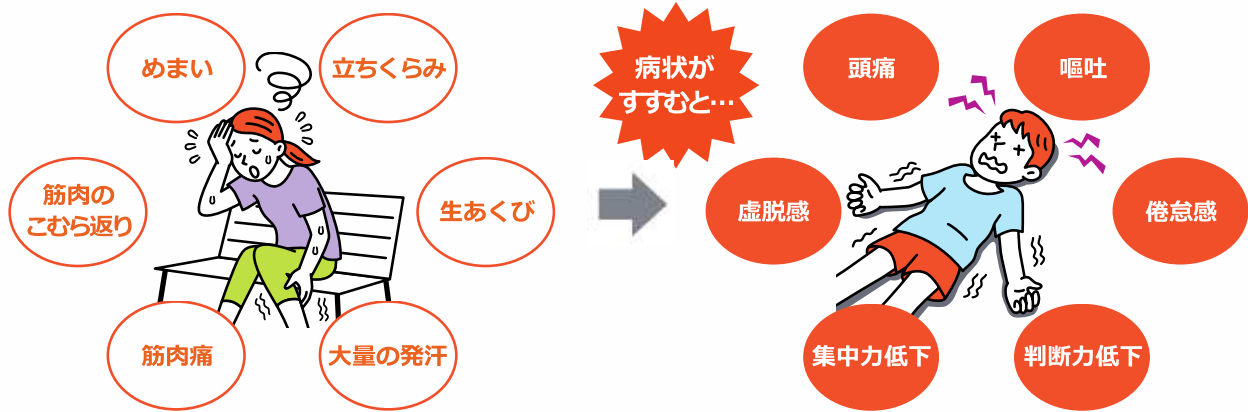 めまい
立ちくらみ
筋肉の
こむら返り
生あくび
筋肉痛
大量の発汗
病状が
すすむと…
頭痛
嘔吐
虚脱感
倦怠感
集中力低下
判断力低下